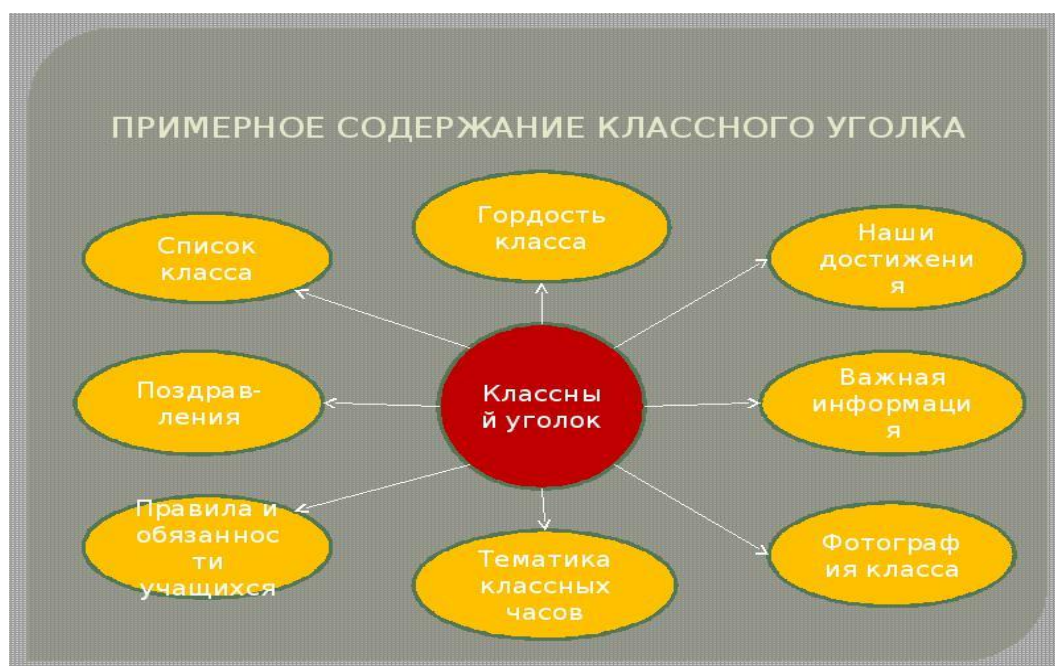 ПРИМЕРНОЕ СОДЕРЖАНИЕ КЛАССНОГО УГОЛКА
Гордость
класса
Список
класса
Наши
достижени
я
Поздрав-
ления
Классны
й уголок
Важная
информаци
я
Правила и
обязаннос
ти
учащихся
Тематика
классных
часов
Фотограф
ия класса